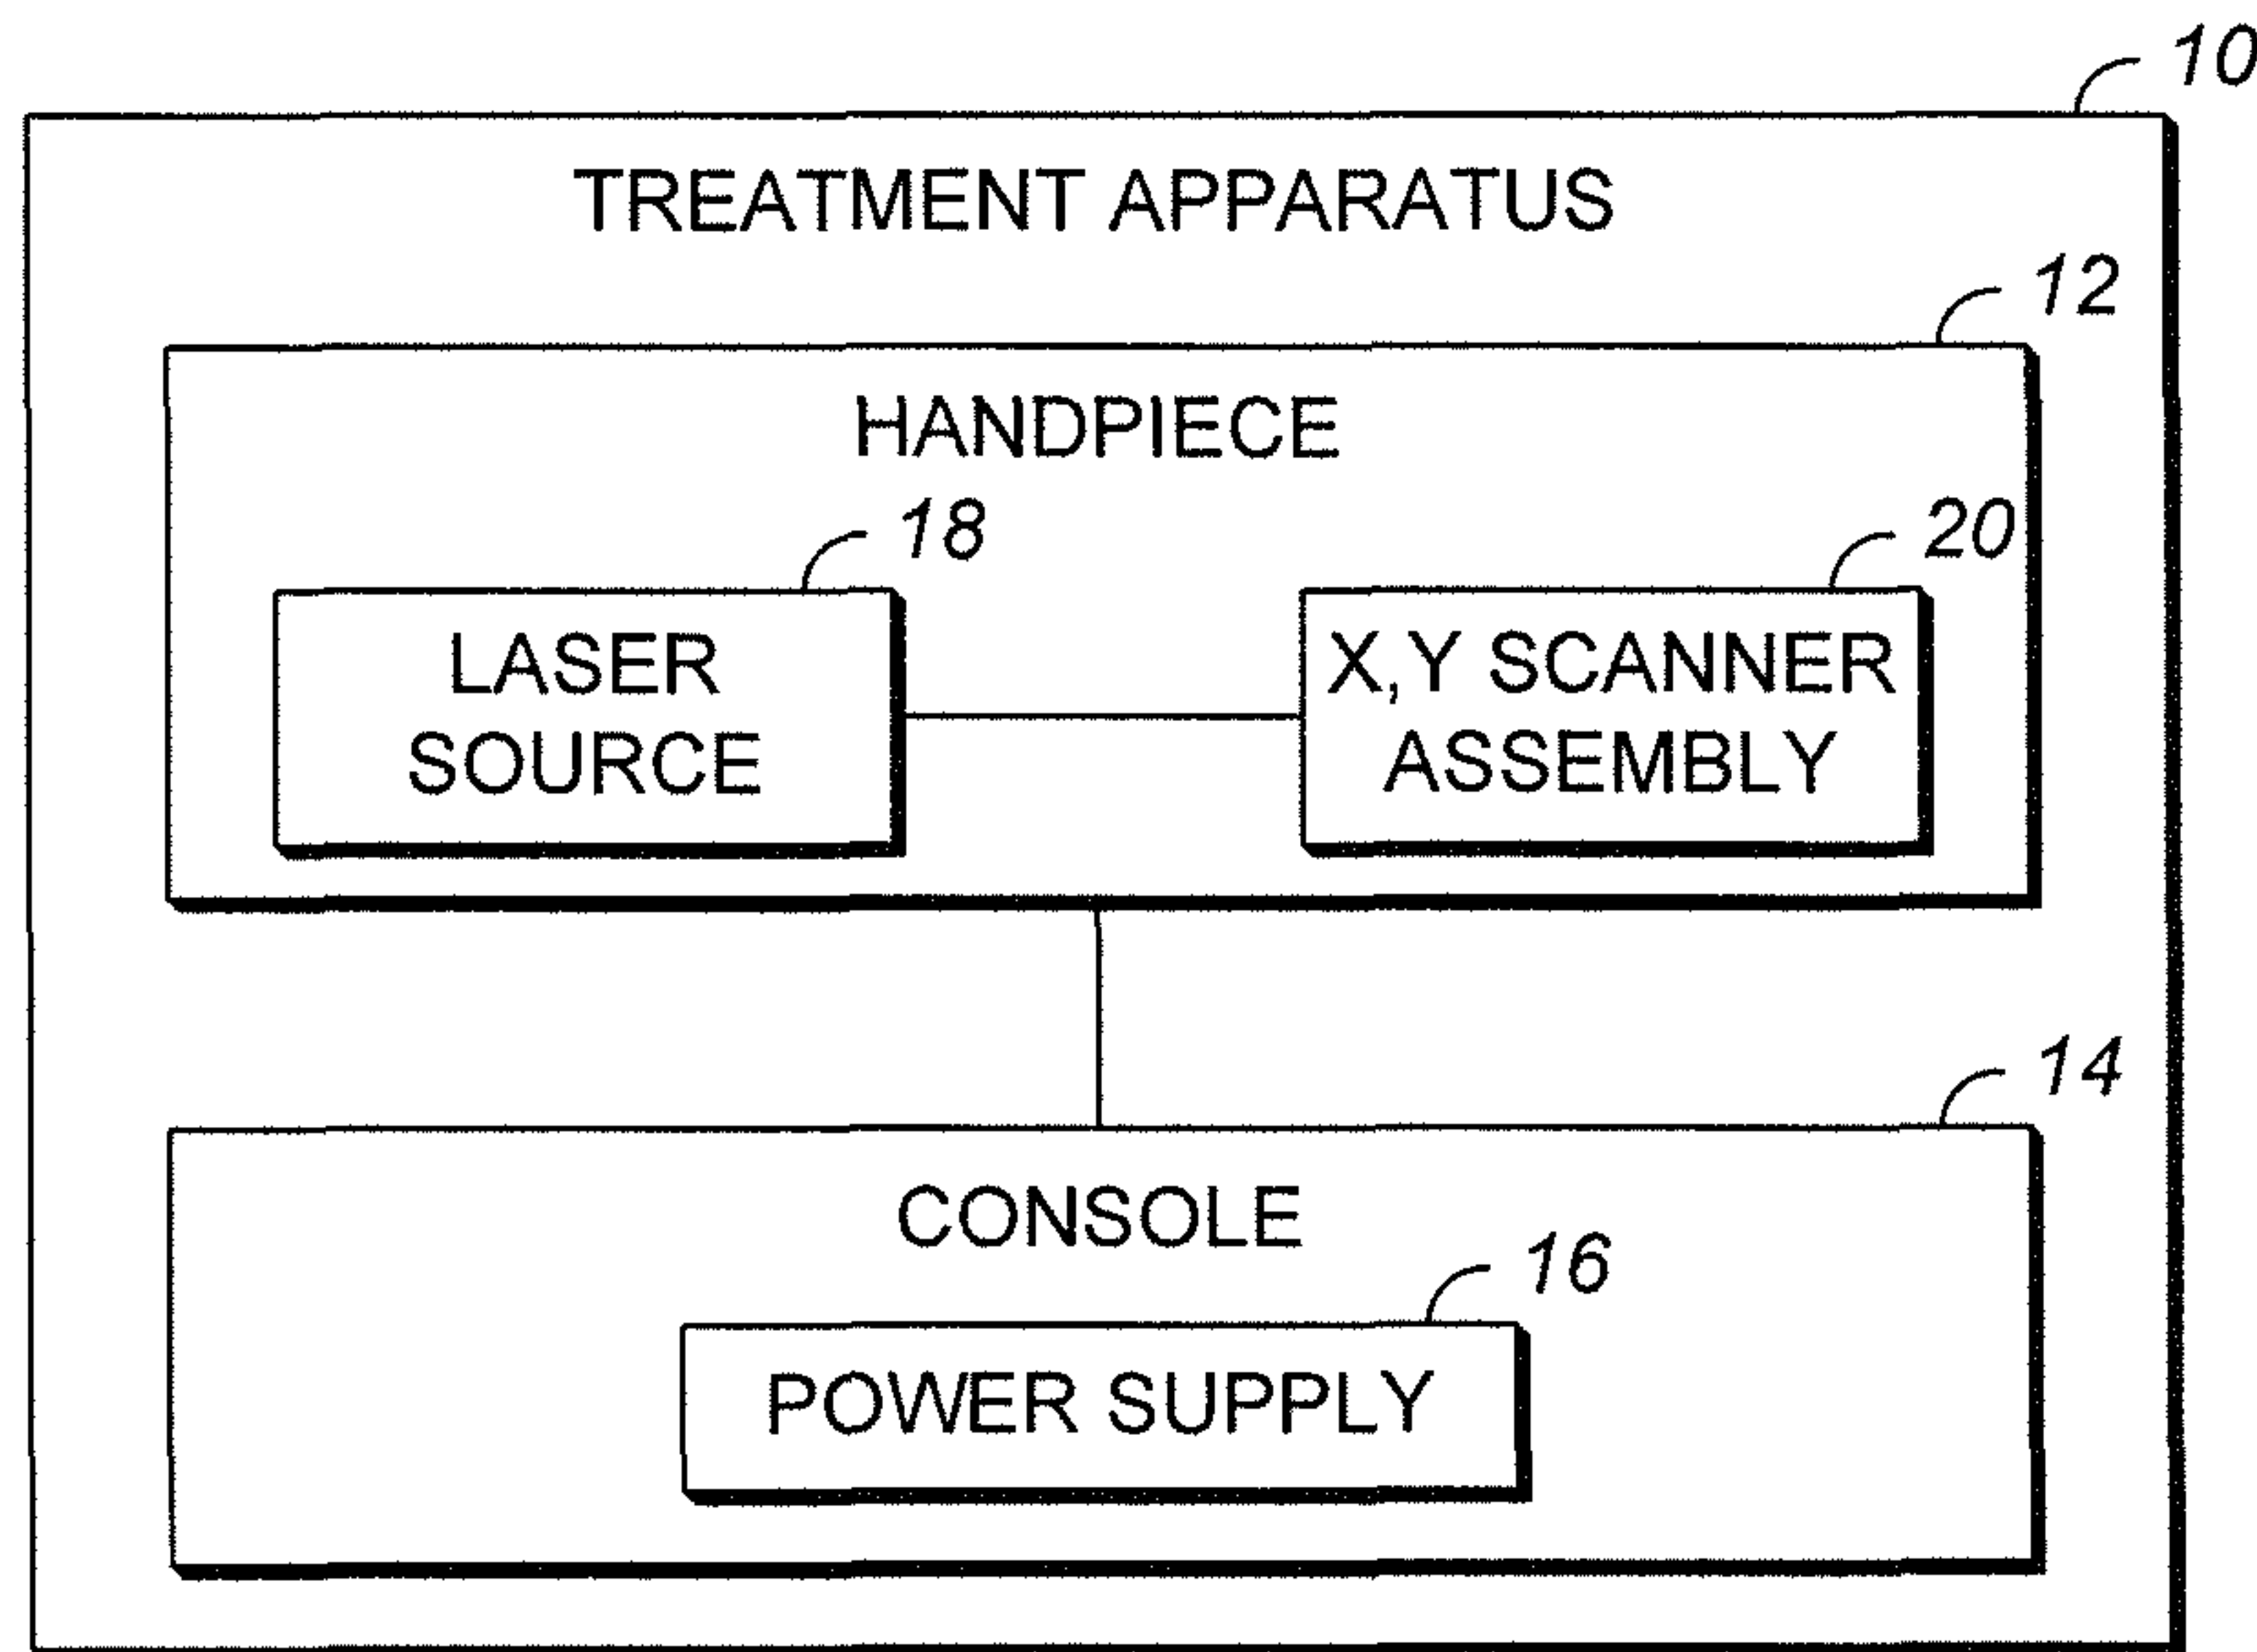 10
TREATMENT APPARATUS
12
HANDPIECE
18
20
LASER
SOURCE
X,Y SCANNER
ASSEMBLY
14
CONSOLE
16
POWER SUPPLY